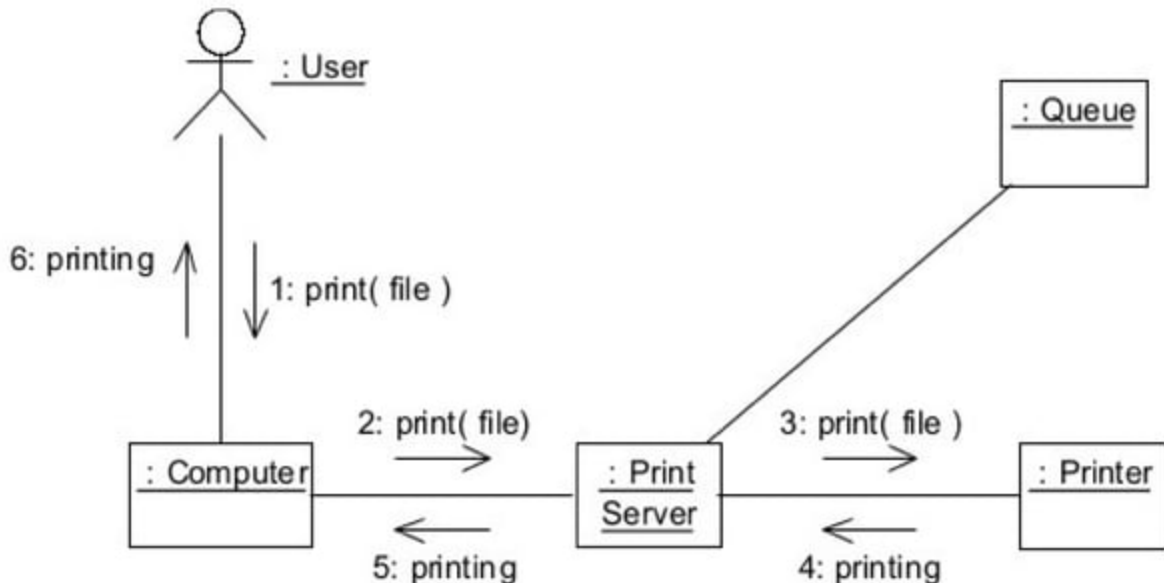 : User
: Queue
6: printing
1: print( file )
2: print( file)
3: print( file )
: Computer
: Print
Server
: Printer
5: printing
4: printing